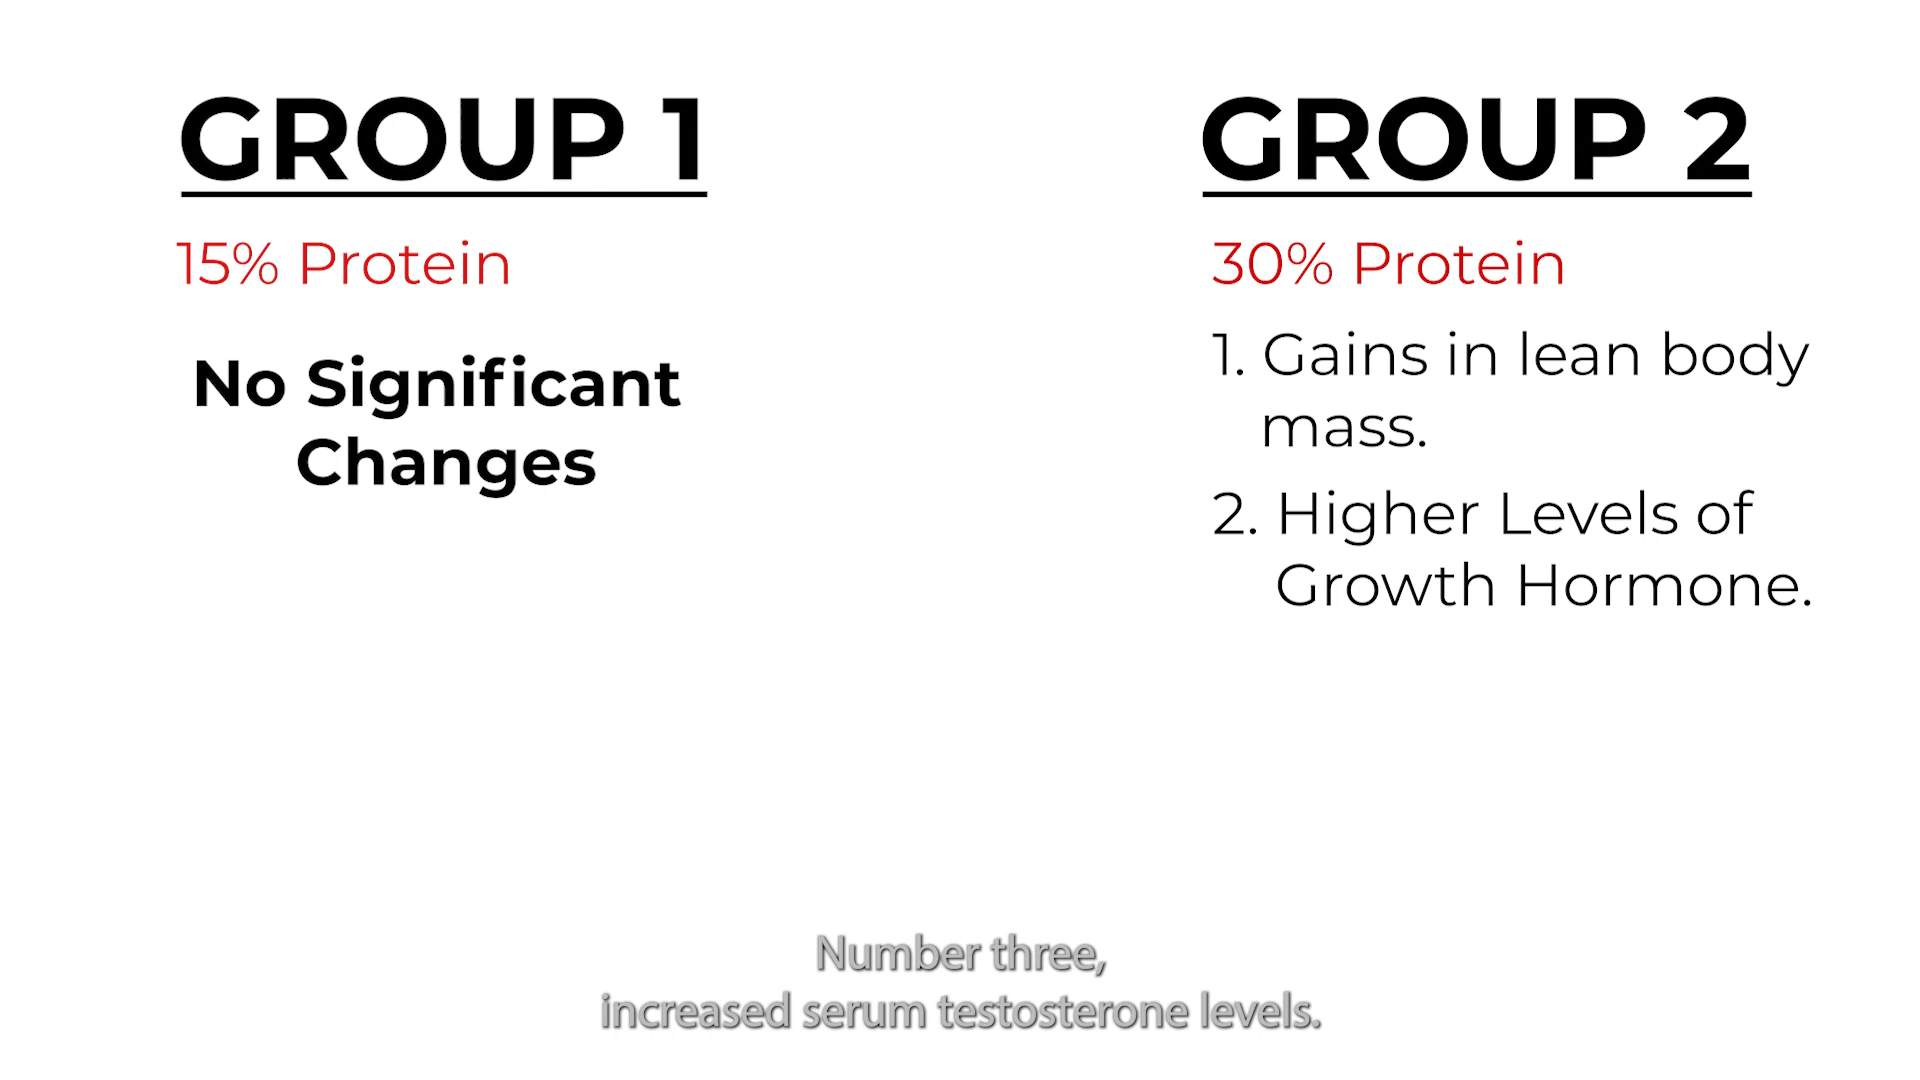 GROUP 1
15% Protein
No Significant
Changes
GROUP 2
30% Protein
1. Gains in lean body
mass.
2. Higher Levels of
Growth Hormone.
Number three,
increased serum testosterone levels.